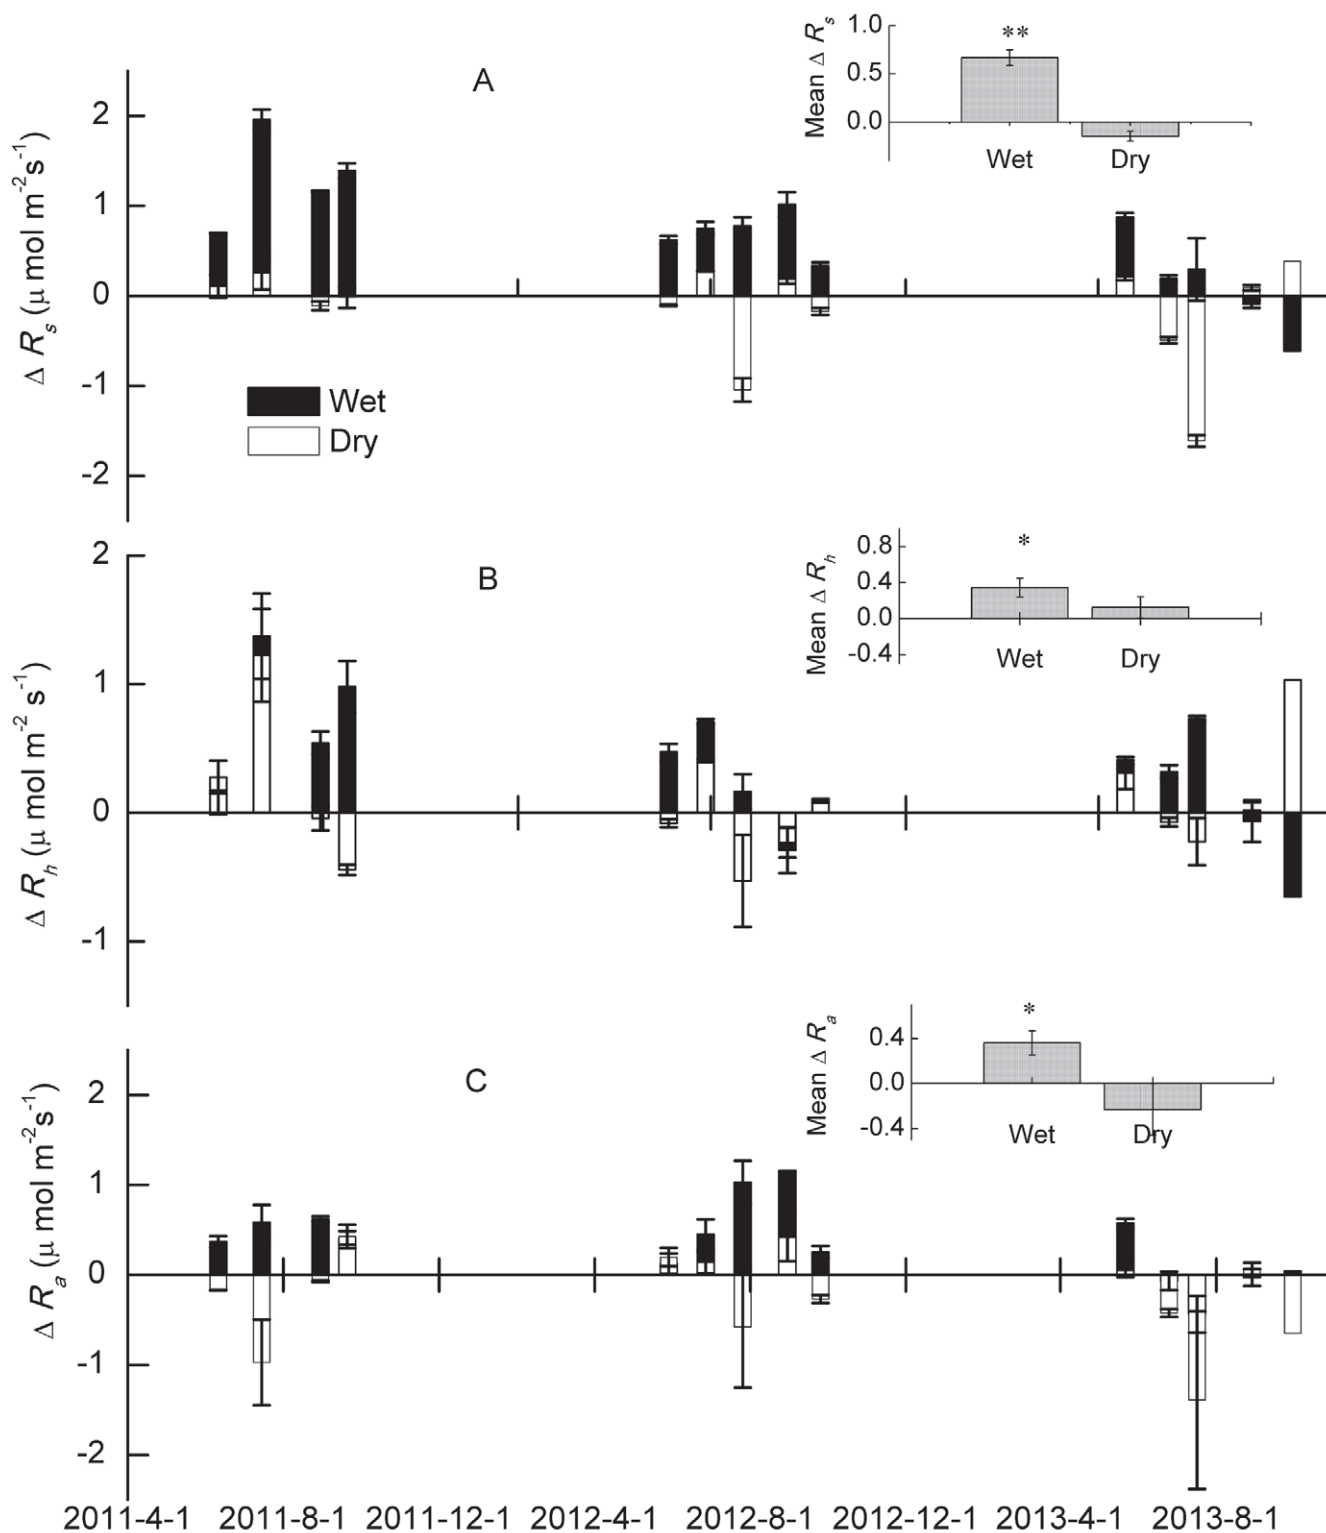 A
Δ Rs (μ mol m-2s-1)
2
1
0
-1
-2
Wet
Dry
Mean Δ Rs
1.0
0.5
0.0
**
Wet Dry
B
Δ Rh (μ mol m-2 s-1)
2
1
0
-1
Mean Δ Rh
0.8
0.4
0.0
-0.4
*
Wet Dry
C
Δ Ra (μ mol m-2s-1)
2
1
0
-1
-2
Mean Δ Ra
0.4
0.0
-0.4
*
Wet Dry
2011-4-1 2011-8-1 2011-12-1 2012-4-1 2012-8-1 2012-12-1 2013-4-1 2013-8-1